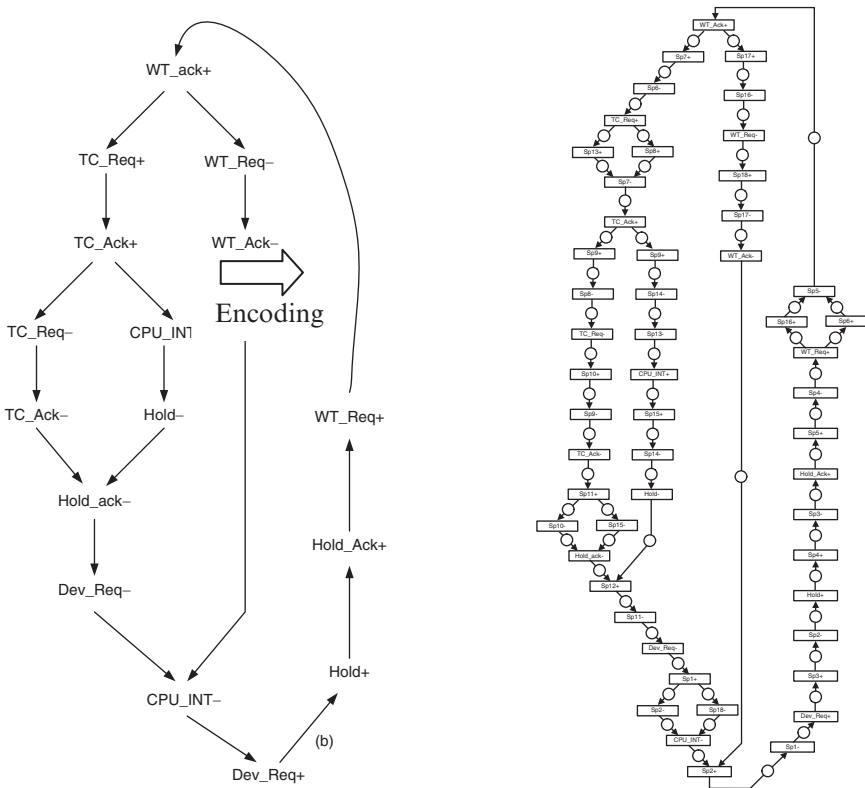 WT_ack+
TC_Req+
WT_Req–
TC_Ack+
WT_Ack–
Encoding
TC_Req–
CPU_INT
TC_Ack–
Hold–
Hold_ack–
Dev_Req–
CPU_INT–
Dev_Req+
(b)
Hold+
Hold_Ack+
WT_Req+
WT_Ack+
Sp7+
Sp17+
Sp6-
Sp16-
TC_Req+
WT_Req-
Sp13+
Sp8+
Sp18+
Sp7-
Sp17-
TC_Ack+
WT_Ack-
Sp9+
Sp9+
Sp8-
Sp14-
TC_Req-
Sp13-
Sp10+
CPU_INT+
Sp9-
Sp15+
TC_Ack-
Sp14-
Sp11+
Hold-
Sp10-
Sp15-
Hold_ack-
Sp12+
Sp11-
Dev_Req-
Sp1+
Sp2-
Sp18-
CPU_INT-
Sp2+
Sp1-
Dev_Req+
Sp3+
Sp2-
Hold+
Sp4+
Sp3-
Hold_Ack+
Sp5+
Sp4-
WT_Req+
Sp16+
Sp6+
Sp5-